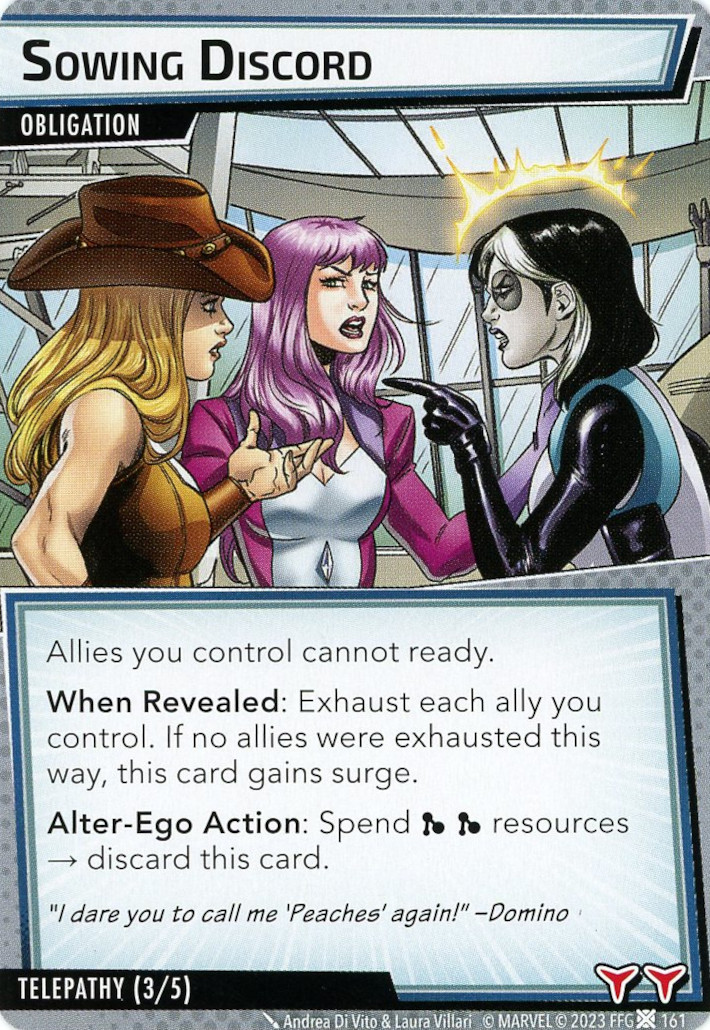 SOWING DISCORD
OBLIGATION
Allies you control cannot ready.
When Revealed: Exhaust each ally you
control. If no allies were exhausted this
way, this card gains surge.
Alter-Ego Action: Spend resources
→ discard this card.
"I dare you to call me 'Peaches' again!" –Domino
TELEPATHY (3/5)
Andrea Di Vito & Laura Villari © MARVEL © 2023 FFG 161